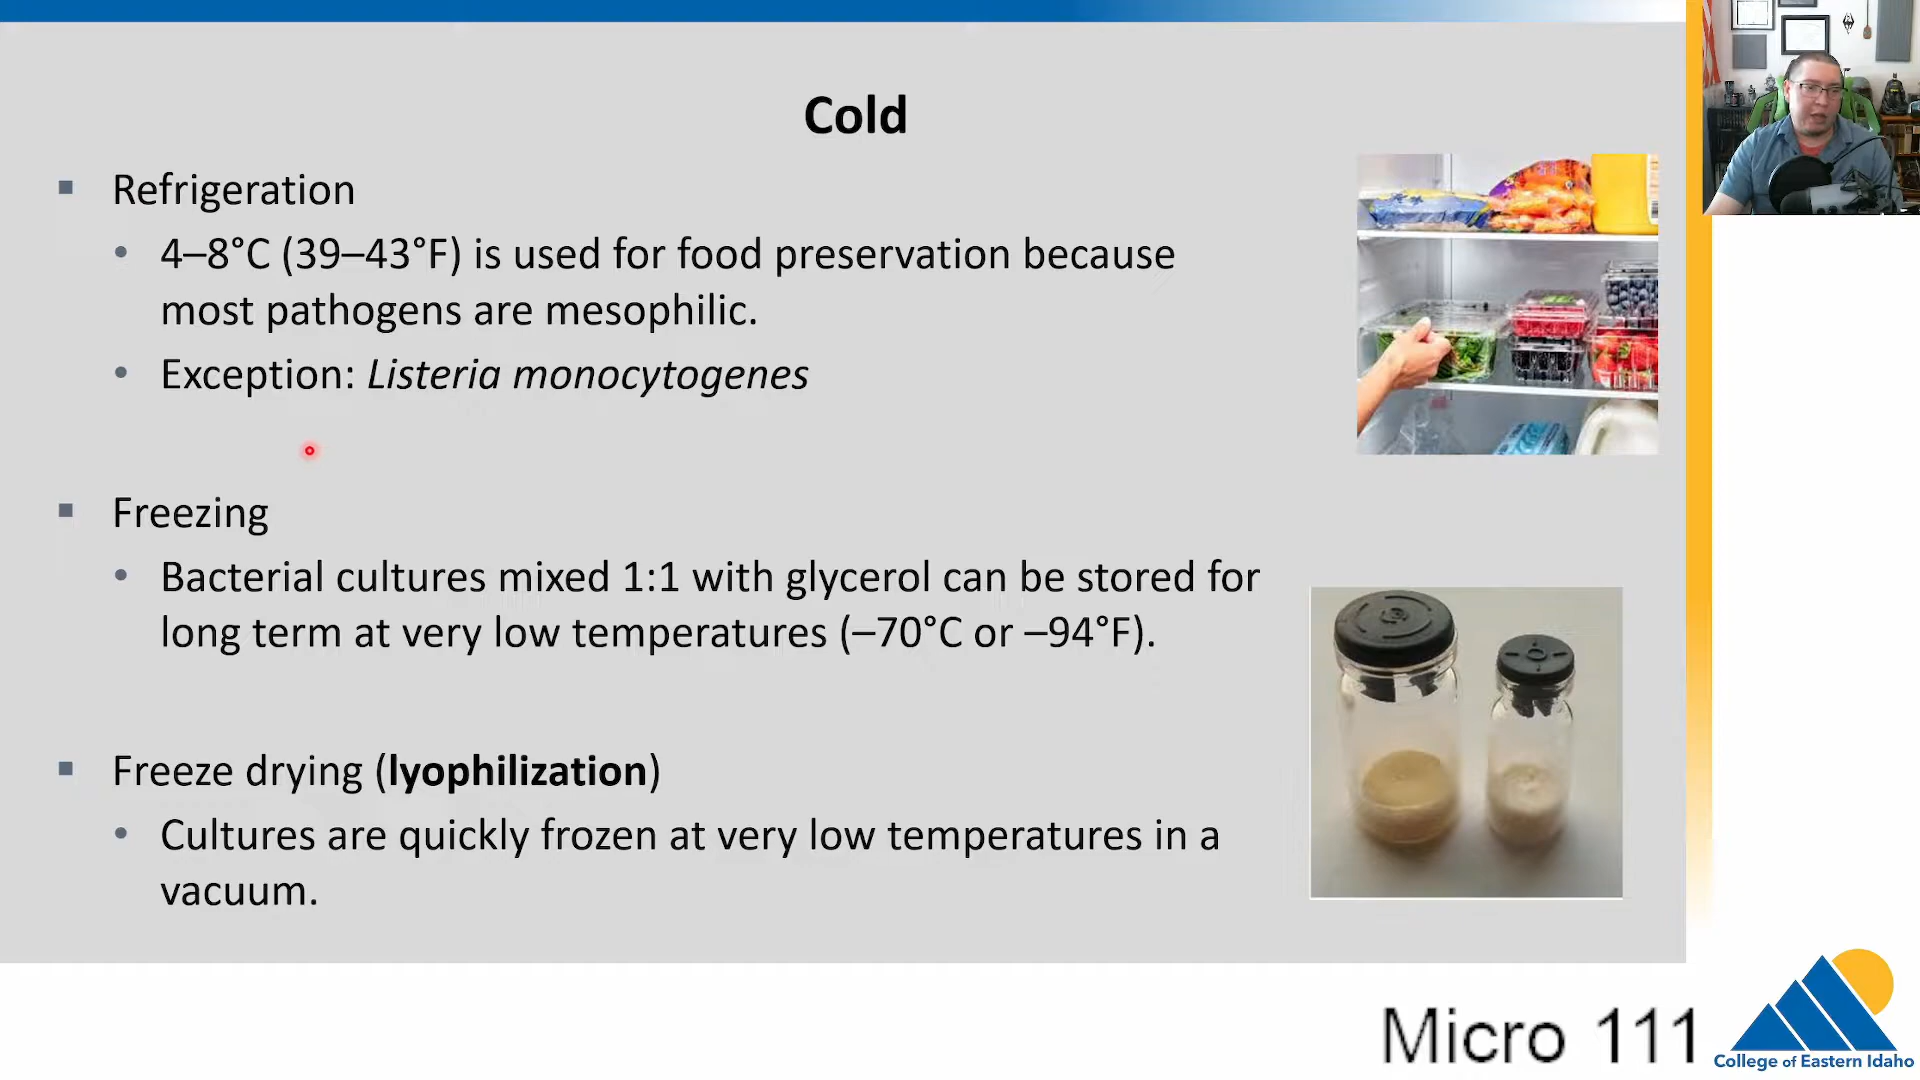 Cold
Refrigeration
4–8°C (39–43°F) is used for food preservation because
most pathogens are mesophilic.
Exception: Listeria monocytogenes
Freezing
Bacterial cultures mixed 1:1 with glycerol can be stored for
long term at very low temperatures (–70°C or –94°F).
Freeze drying (lyophilization)
Cultures are quickly frozen at very low temperatures in a
vacuum.
Micro 111
College of Eastern Idaho